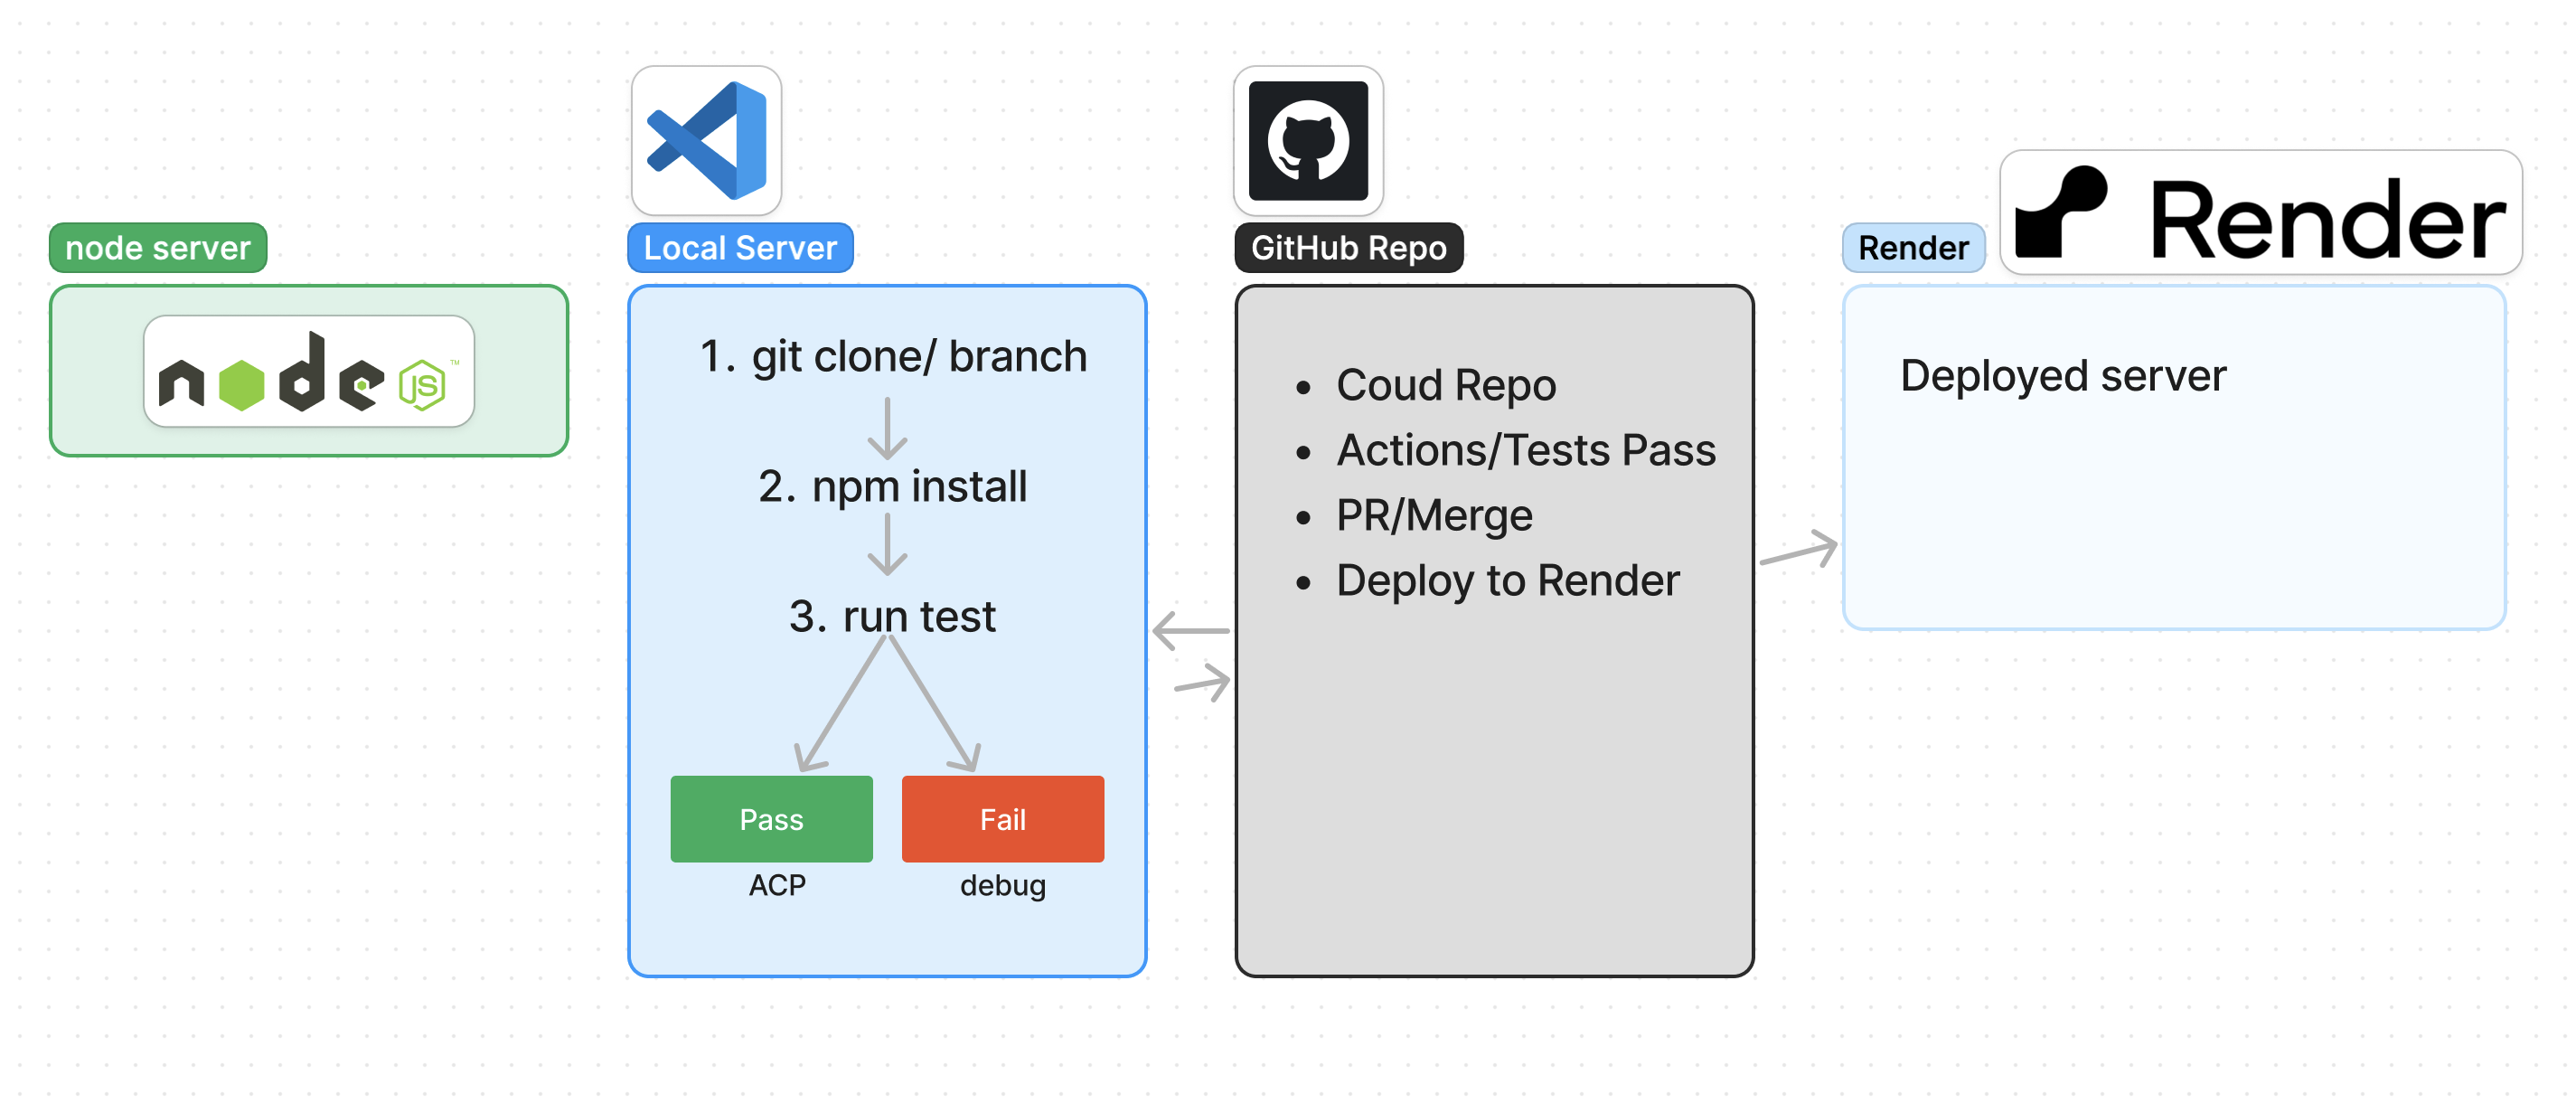 node server
node JS ™
Local Server
1. git clone/ branch
2. npm install
3. run test
Pass
Fail
ACP
debug
GitHub Repo
• Coud Repo
• Actions/Tests Pass
• PR/Merge
• Deploy to Render
Render
Render
Deployed server